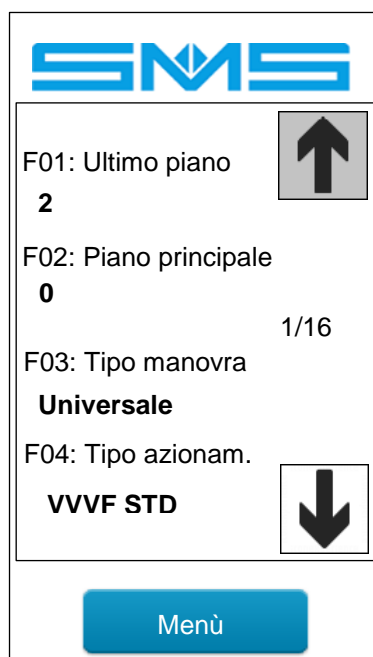 SMS
F01: Ultimo piano
2
F02: Piano principale
0
1/16
F03: Tipo manovra
Universale
F04: Tipo azionam.
VVVF STD
Menù